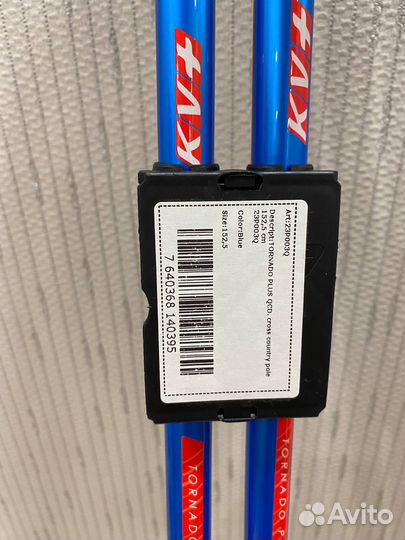 KV+
KV+
Art:23P003Q
Descript:TORNADO PLUS QCD, cross country pole
152,5 cm
23P003Q
Color:Blue
Size:152,5
7 640368 140395
TORNADO
TORNADO P
Avito